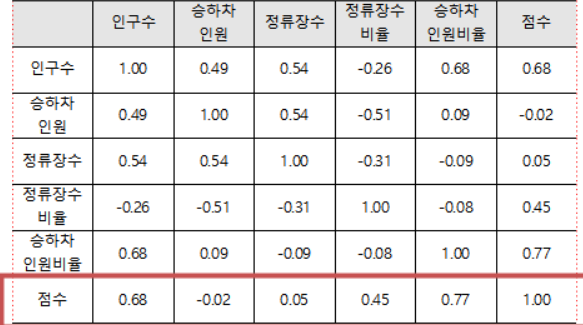 인구수 승하차 인원 정류장수 정류장수 비율 승하차 인원비율 점수
인구수 1.00 0.49 0.54 -0.26 0.68 0.68
승하차 인원 0.49 1.00 0.54 -0.51 0.09 -0.02
정류장수 0.54 0.54 1.00 -0.31 -0.09 0.05
정류장수 비율 -0.26 -0.51 -0.31 1.00 -0.08 0.45
승하차 인원비율 0.68 0.09 -0.09 -0.08 1.00 0.77
점수 0.68 -0.02 0.05 0.45 0.77 1.00